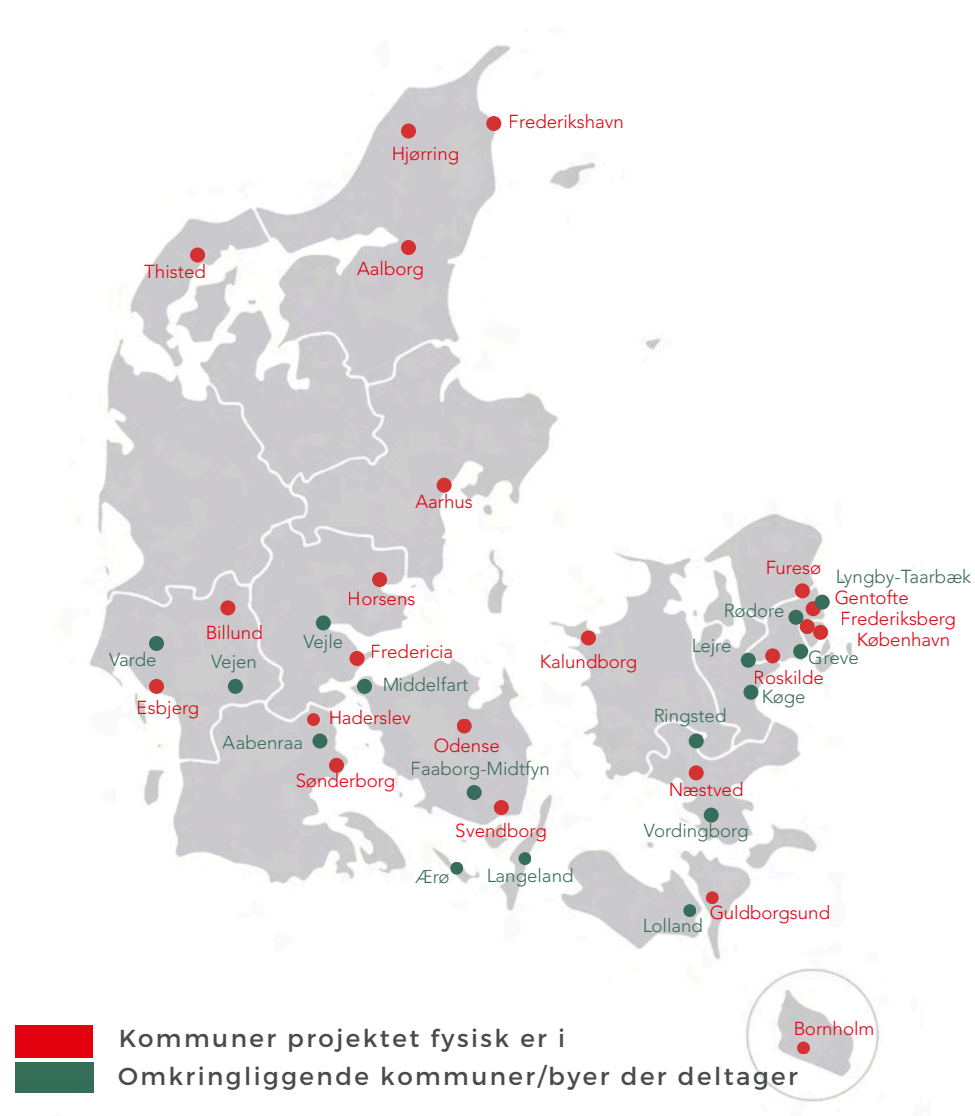 Frederikshavn
Hjørring
Aalborg
Thisted
Aarhus
Horsens
Billund
Vejle
Varde
Vejen
Fredericia
Middelfart
Esbjerg
Haderslev
Aabenraa
Sønderborg
Odense
Faaborg-Midtfyn
Svendborg
Ærø
Langeland
Furesø
Lyngby-Taarbæk
Gentofte
Rødore
Frederiksberg
København
Kalundborg
Lejre
Greve
Roskilde
Køge
Ringsted
Næstved
Vordingborg
Guldborgsund
Lolland
Bornholm
Kommuner projektet fysisk er i
Omkringliggende kommuner/byer der deltager